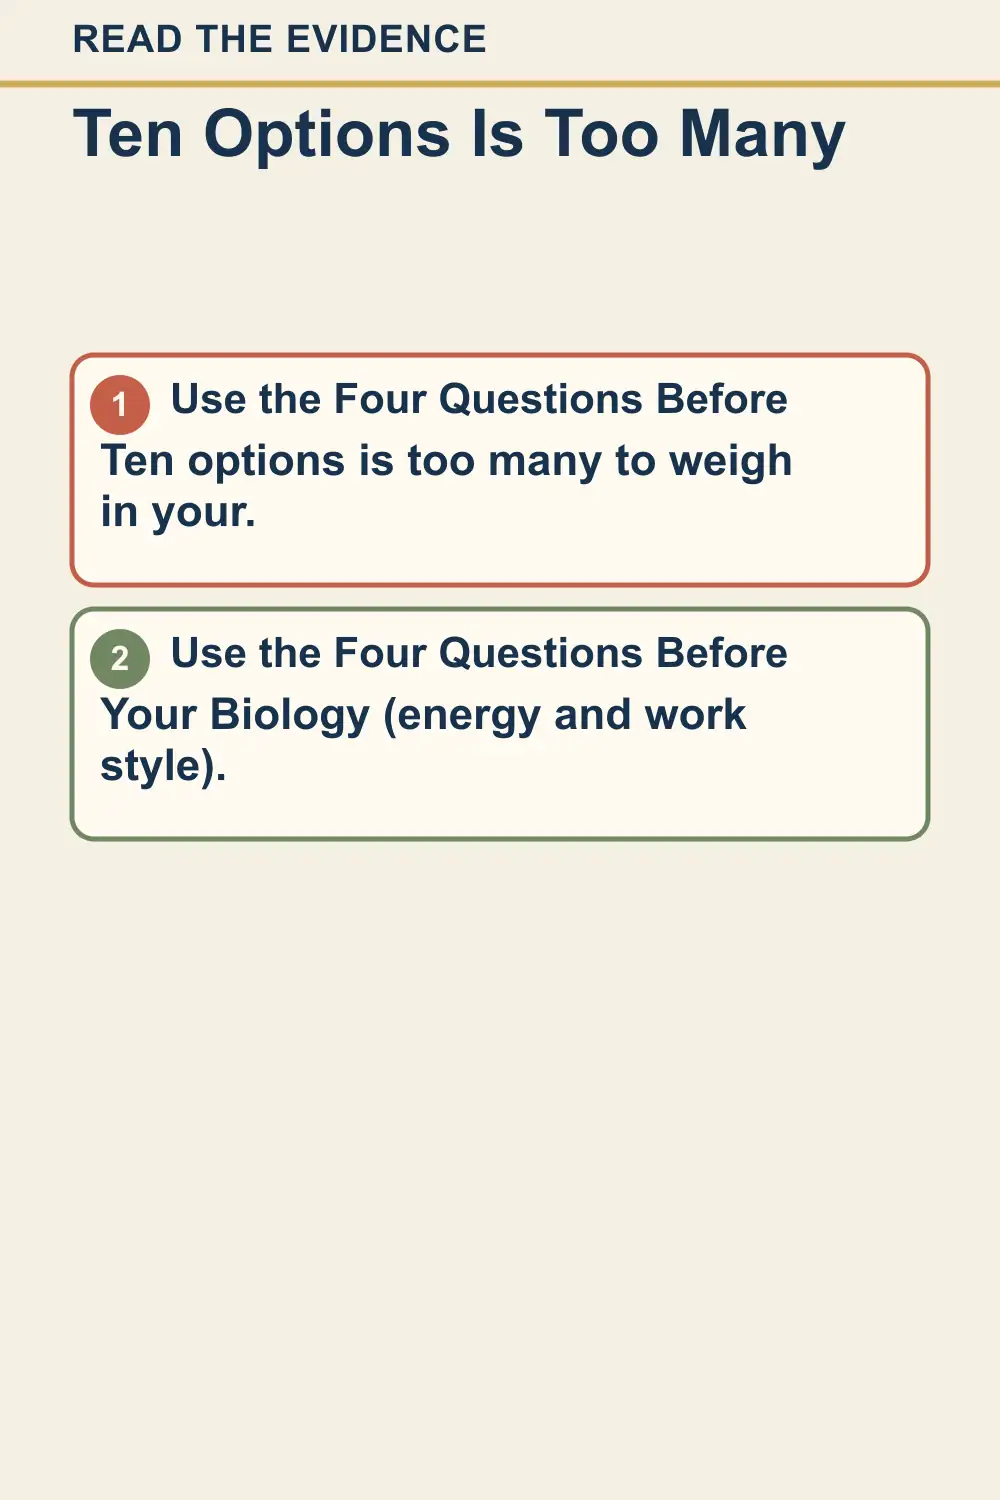 READ THE EVIDENCE
Ten Options Is Too Many
1 Use the Four Questions Before
Ten options is too many to weigh
in your.
2 Use the Four Questions Before
Your Biology (energy and work
style).